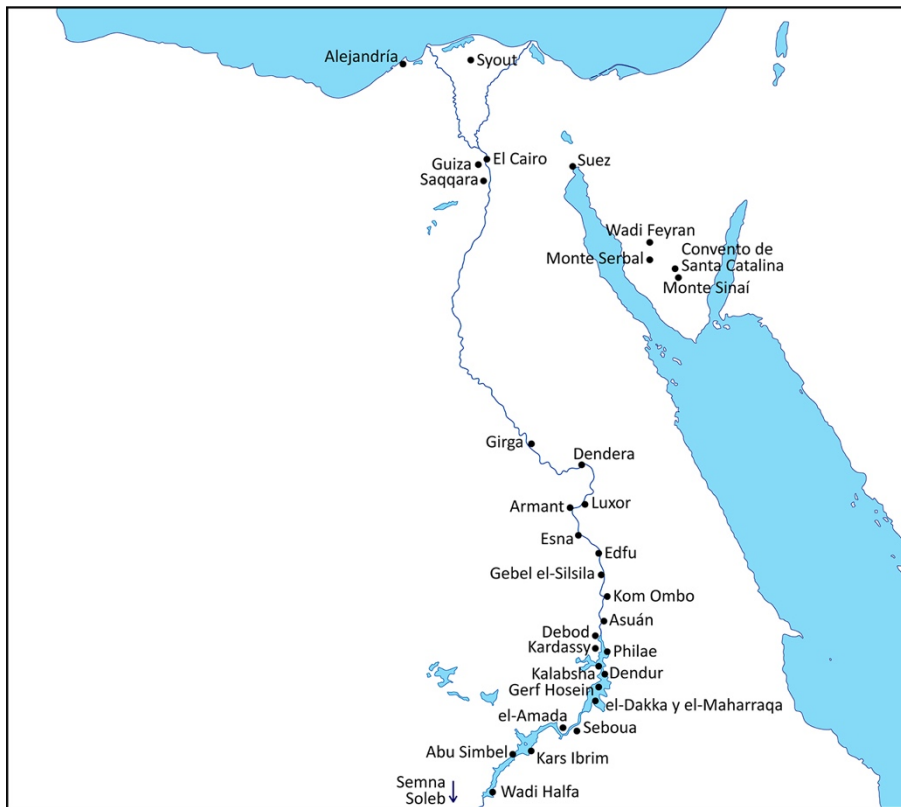 Alejandría
Syout
El Cairo
Guiza
Suez
Saqqara
Wadi Feyran
Convento de
Santa Catalina
Monte Serbal
Monte Sinaí
Girga
Dendera
Armant
Luxor
Esna
Edfu
Gebel el-Silsila
Kom Ombo
Asuán
Debod
Kardassy
Philae
Kalabsha
Dendur
Gerf Hosein
el-Dakka y el-Maharraqa
el-Amada
Seboua
Abu Simbel
Kars Ibrim
Semna
Soleb
Wadi Halfa